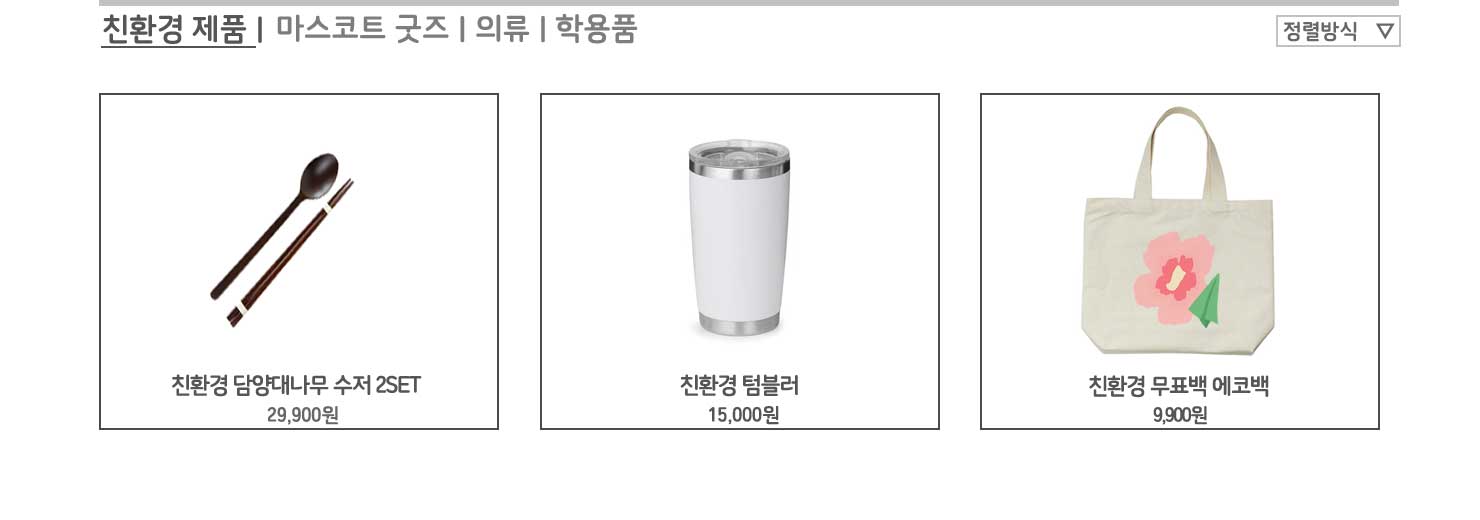 친환경 제품 | 마스코트 굿즈 | 의류 | 학용품
정렬방식 ▽
친환경 담양대나무 수저 2SET
29,900원
친환경 텀블러
15,000원
친환경 무표백 에코백
9,900원